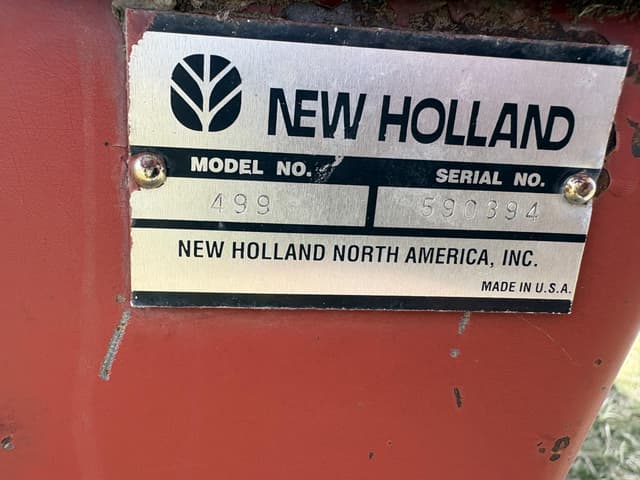 NEW HOLLAND
MODEL NO. SERIAL NO.
499 590394
NEW HOLLAND NORTH AMERICA, INC.
MADE IN U.S.A.